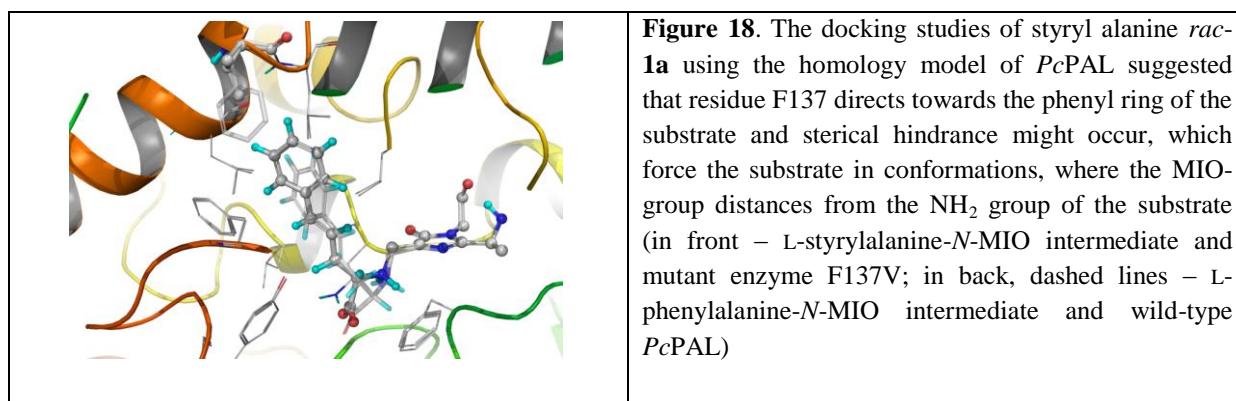 Figure 18. The docking studies of styryl alanine rac-
1a using the homology model of PcPAL suggested
that residue F137 directs towards the phenyl ring of the
substrate and sterical hindrance might occur, which
force the substrate in conformations, where the MIO-
group distances from the NH₂ group of the substrate
(in front – L-styrylalanine-N-MIO intermediate and
mutant enzyme F137V; in back, dashed lines – L-
phenylalanine-N-MIO intermediate and wild-type
PcPAL)